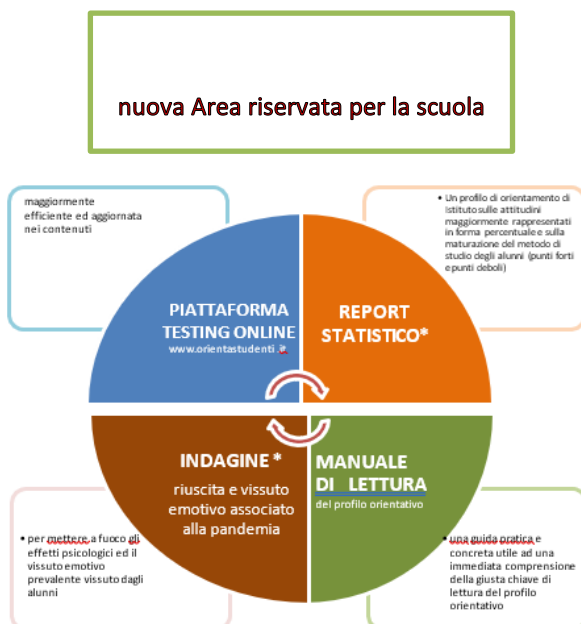 nuova Area riservata per la scuola
maggiormente
efficiente ed aggiornata
nei contenuti
• Un profilo di orientamento di
Istituto sulle attitudini
maggiormente rappresentati
in forma percentuale e sulla
maturazione del metodo di
studio degli alunni (punti forti
e punti deboli)
PIATTAFORMA
TESTING ONLINE
www.orientastudenti.it
REPORT
STATISTICO*
INDAGINE *
riuscita e vissuto
emotivo associato
alla pandemia
MANUALE
DI LETTURA
del profilo orientativo
• per mettere a fuoco gli
effetti psicologici ed il
vissuto emotivo
prevalente vissuto dagli
alunni
• una guida pratica e
concreta utile ad una
immediata comprensione
della giusta chiave di
lettura del profilo
orientativo